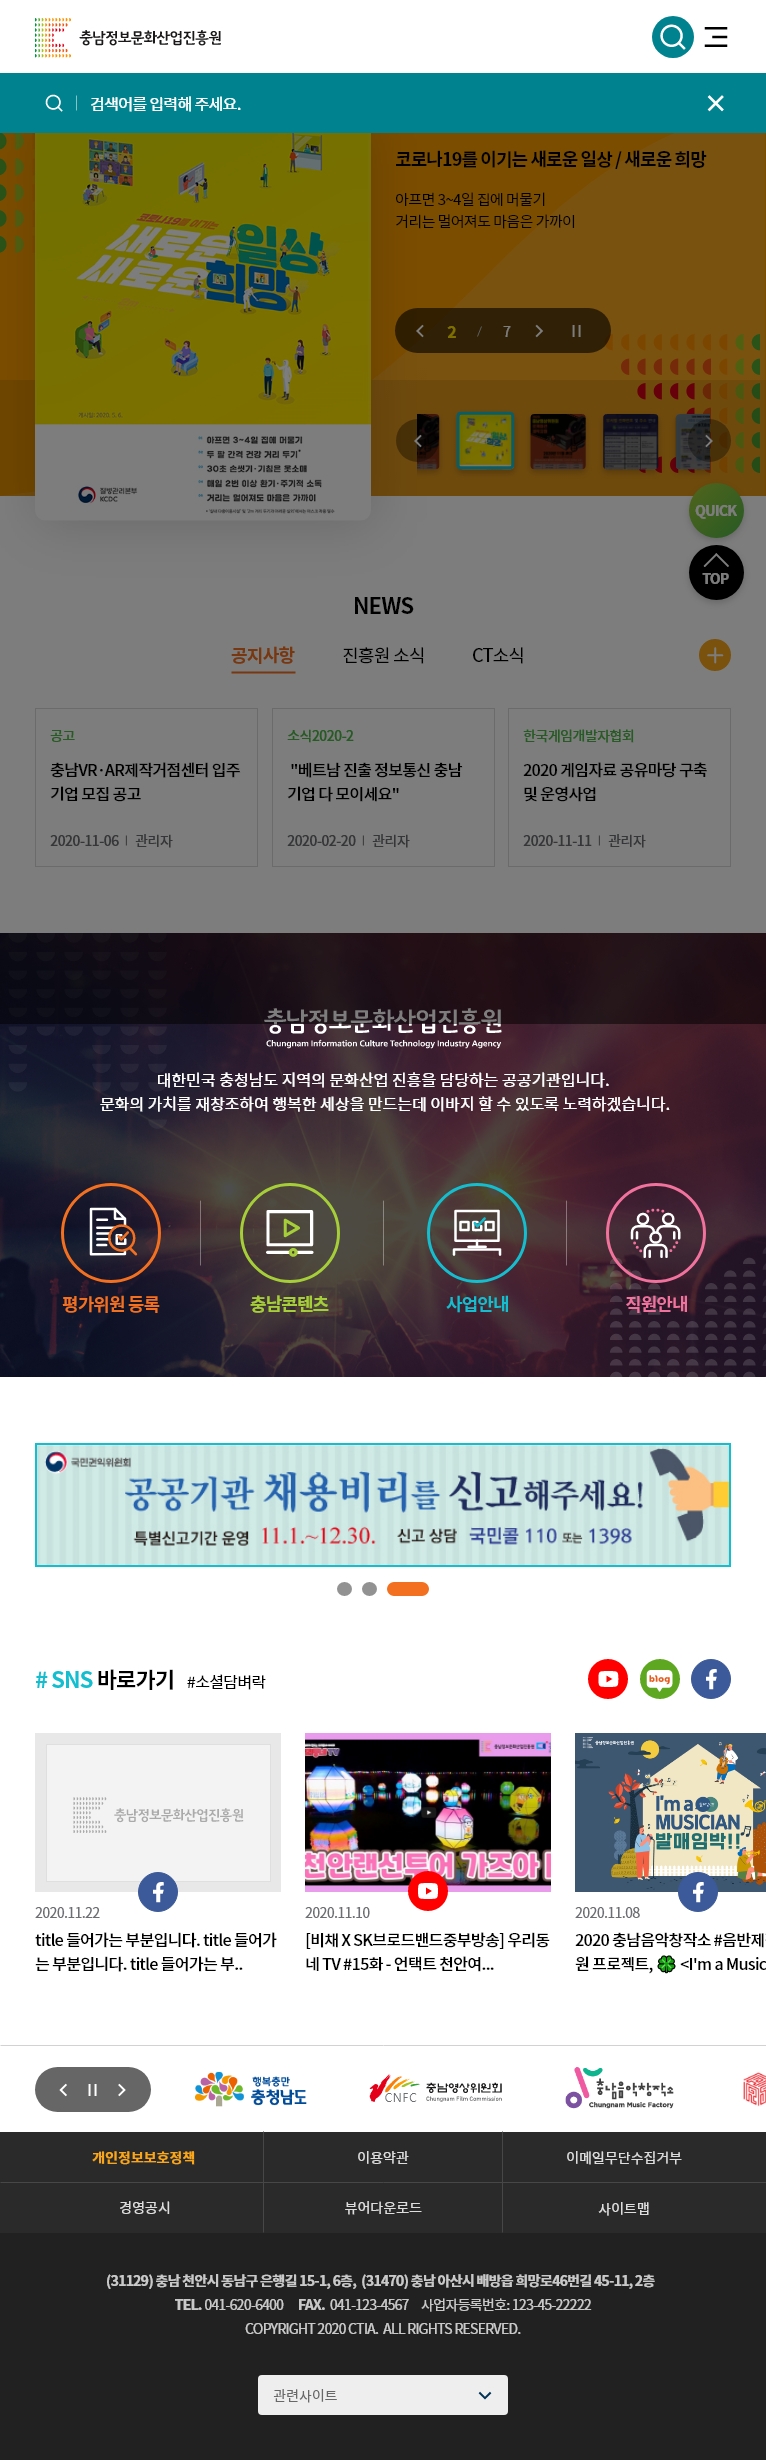 충남정보문화산업진흥원
검색어를 입력해 주세요.
코로나19를 이기는
새로운 일상
새로운 희망
아프면 3~4일 집에 머물기
두 팔 간격 건강 거리 두기
30초 손씻기·기침은 옷소매
매일 2번 이상 환기·주기적 소독
거리는 멀어져도 마음은 가까이
질병관리본부
KCDC
코로나19를 이기는 새로운 일상 / 새로운 희망
아프면 3~4일 집에 머물기
거리는 멀어져도 마음은 가까이
2 / 7
QUICK
TOP
NEWS
공지사항 진흥원 소식 CT소식
공고
충남VR·AR제작거점센터 입주
기업 모집 공고
2020-11-06 관리자
소식2020-2
"베트남 진출 정보통신 충남
기업 다 모이세요"
2020-02-20 관리자
한국게임개발자협회
2020 게임자료 공유마당 구축
및 운영사업
2020-11-11 관리자
충남정보문화산업진흥원
Chungnam Information Culture Technology Industry Agency
대한민국 충청남도 지역의 문화산업 진흥을 담당하는 공공기관입니다.
문화의 가치를 재창조하여 행복한 세상을 만드는데 이바지 할 수 있도록 노력하겠습니다.
평가위원 등록
충남콘텐츠
사업안내
직원안내
국민권익위원회
공공기관 채용비리를 신고해주세요!
특별신고기간 운영 11.1.~12.30. 신고 상담 국민콜 110 또는 1398
# SNS 바로가기 #소셜담벼락
blog
충남정보문화산업진흥원
2020.11.22
title 들어가는 부분입니다. title 들어가
는 부분입니다. title 들어가는 부..
천안랜선투어 가즈아
2020.11.10
[비채 X SK브로드밴드중부방송] 우리동
네 TV #15화 - 언택트 천안여...
충남정보문화산업진흥원
I'm a
MUSICIAN
발매임박!!
2020.11.08
2020 충남음악창작소 #음반제
원 프로젝트, 🍀 <I'm a Music
행복충만
충청남도
CNFC
충남영상위원회
Chungnam Film Commission
충남음악창작소
Chungnam Music Factory
개인정보보호정책 이용약관 이메일무단수집거부
경영공시 뷰어다운로드 사이트맵
(31129) 충남 천안시 동남구 은행길 15-1, 6층, (31470) 충남 아산시 배방읍 희망로46번길 45-11, 2층
TEL. 041-620-6400 FAX. 041-123-4567 사업자등록번호: 123-45-22222
COPYRIGHT 2020 CTIA. ALL RIGHTS RESERVED.
관련사이트